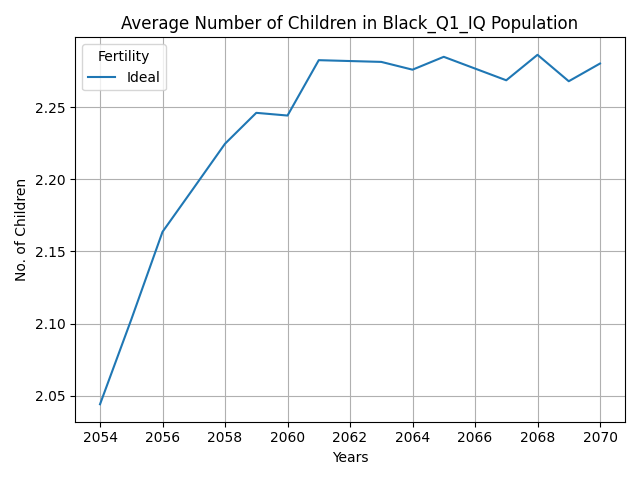 Average Number of Children in Black_Q1_IQ Population
Fertility
Ideal
No. of Children
2.25
2.20
2.15
2.10
2.05
2054 2056 2058 2060 2062 2064 2066 2068 2070
Years